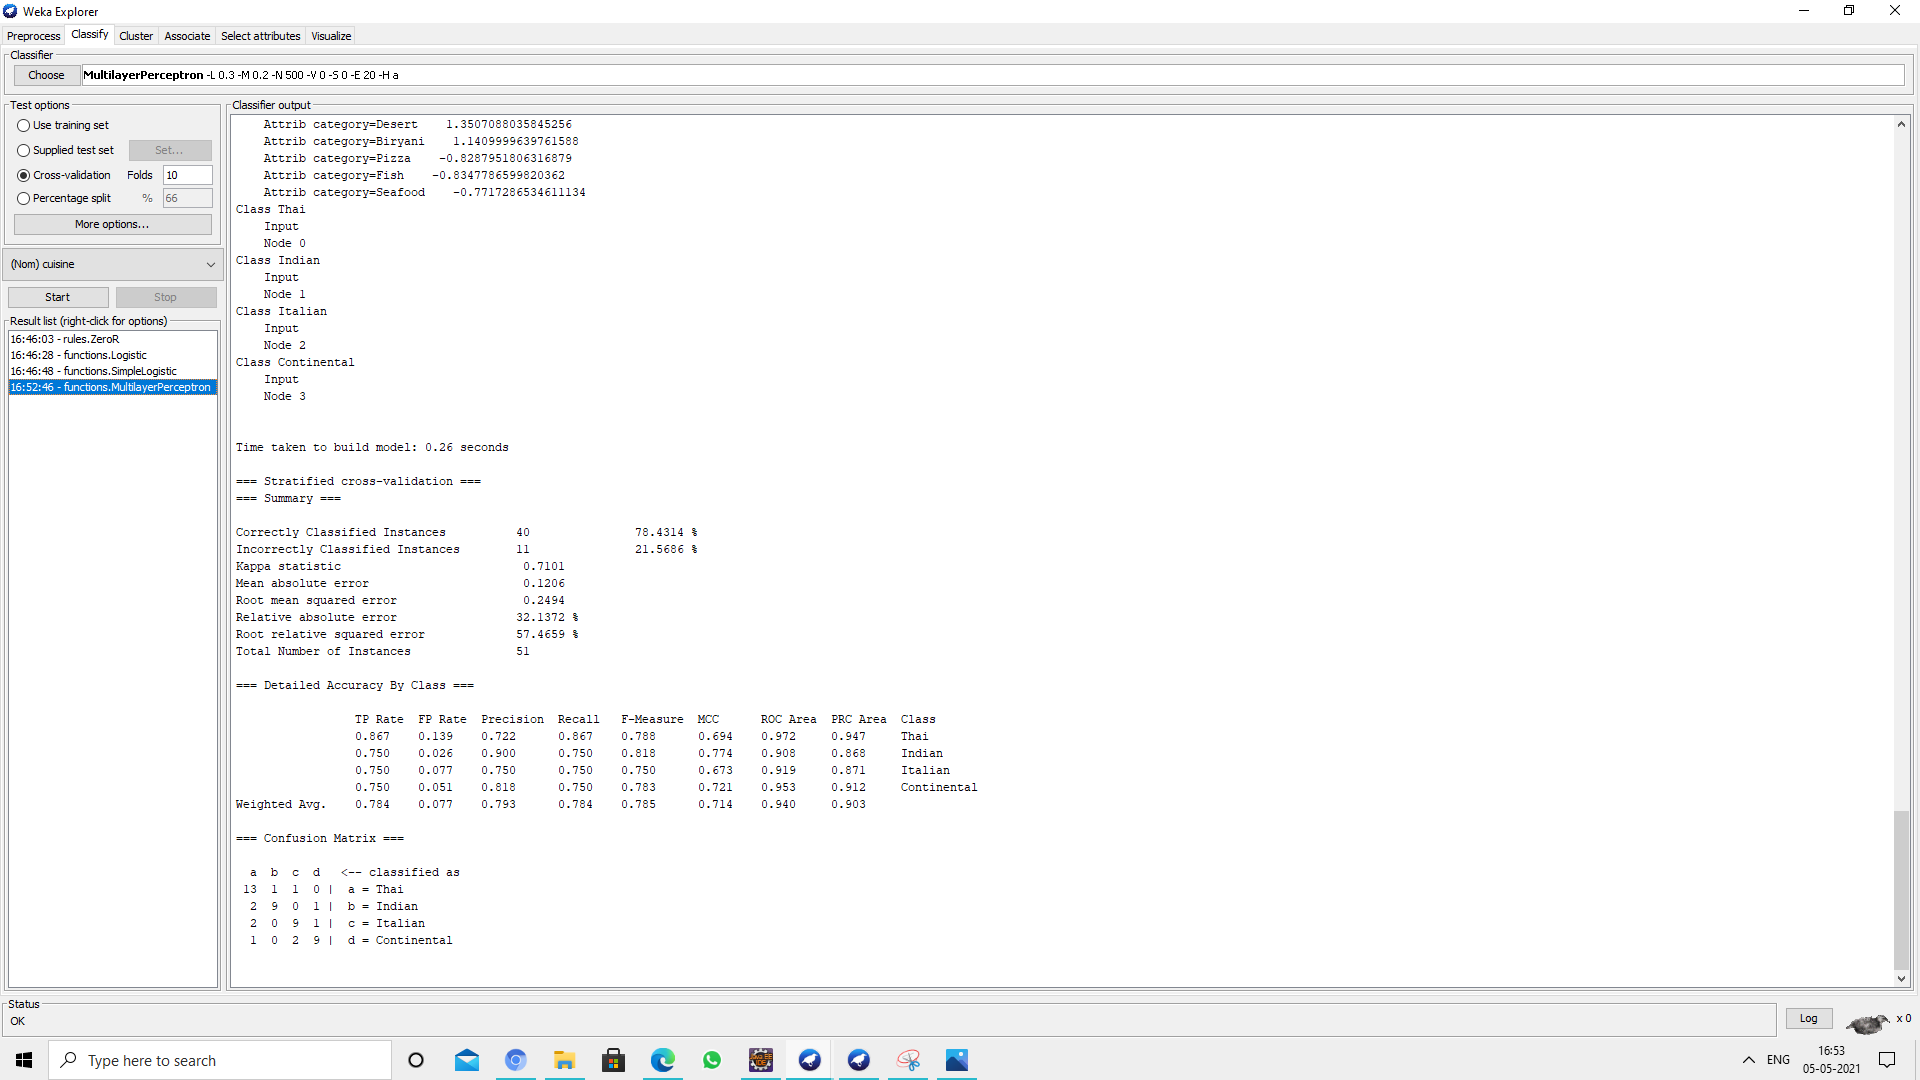 Weka Explorer
Preprocess Classify Cluster Associate Select attributes Visualize
Classifier
Choose MultilayerPerceptron -L 0.3 -M 0.2 -N 500 -V 0 -S 0 -E 20 -H a
Test options
Use training set
Supplied test set Set...
Cross-validation Folds 10
Percentage split % 66
More options...
(Nom) cuisine
Start Stop
Result list (right-click for options)
16:46:03 - rules.ZeroR
16:46:28 - functions.Logistic
16:46:48 - functions.SimpleLogistic
16:52:46 - functions.MultilayerPerceptron
Classifier output
Attrib category=Desert 1.3507088035845256
Attrib category=Biryani 1.1409999639761588
Attrib category=Pizza -0.8287951806316879
Attrib category=Fish -0.8347786599820362
Attrib category=Seafood -0.7717286534611134
Class Thai
Input
Node 0
Class Indian
Input
Node 1
Class Italian
Input
Node 2
Class Continental
Input
Node 3
Time taken to build model: 0.26 seconds
=== Stratified cross-validation ===
=== Summary ===
Correctly Classified Instances 40 78.4314 %
Incorrectly Classified Instances 11 21.5686 %
Kappa statistic 0.7101
Mean absolute error 0.1206
Root mean squared error 0.2494
Relative absolute error 32.1372 %
Root relative squared error 57.4659 %
Total Number of Instances 51
=== Detailed Accuracy By Class ===
TP Rate FP Rate Precision Recall F-Measure MCC ROC Area PRC Area Class
0.867 0.139 0.722 0.867 0.788 0.694 0.972 0.947 Thai
0.750 0.026 0.900 0.750 0.818 0.774 0.908 0.868 Indian
0.750 0.077 0.750 0.750 0.750 0.673 0.919 0.871 Italian
0.750 0.051 0.818 0.750 0.783 0.721 0.953 0.912 Continental
Weighted Avg. 0.784 0.077 0.793 0.784 0.785 0.714 0.940 0.903
=== Confusion Matrix ===
a b c d <-- classified as
13 1 1 0 | a = Thai
2 9 0 1 | b = Indian
2 0 9 1 | c = Italian
1 0 2 9 | d = Continental
Status
OK
Log x 0
Type here to search
ENG
16:53
05-05-2021